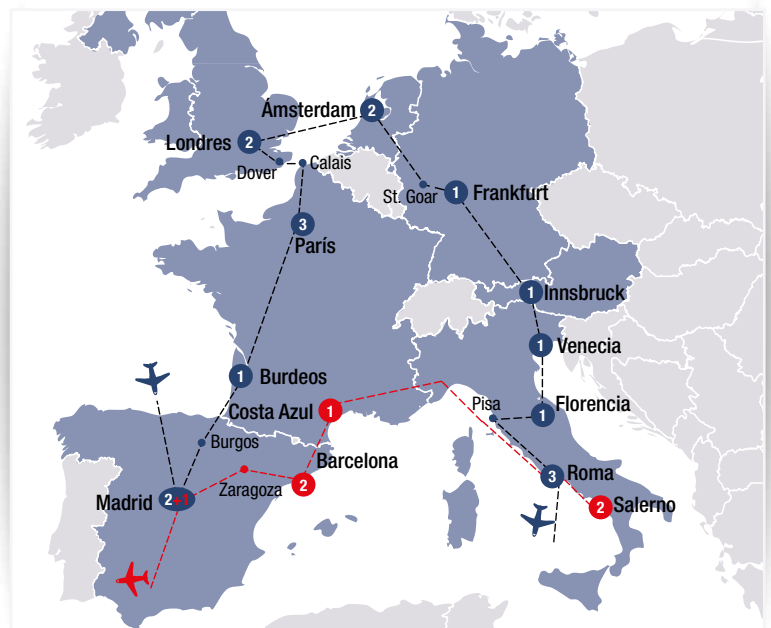 Ámsterdam
2
Londres
2
Dover
Calais
St. Goar
1
Frankfurt
3
París
1
Innsbruck
1
Venecia
1
Burdeos
Costa Azul
1
Pisa
1
Florencia
Burgos
Barcelona
2
Zaragoza
3
Roma
Madrid
2+1
2
Salerno